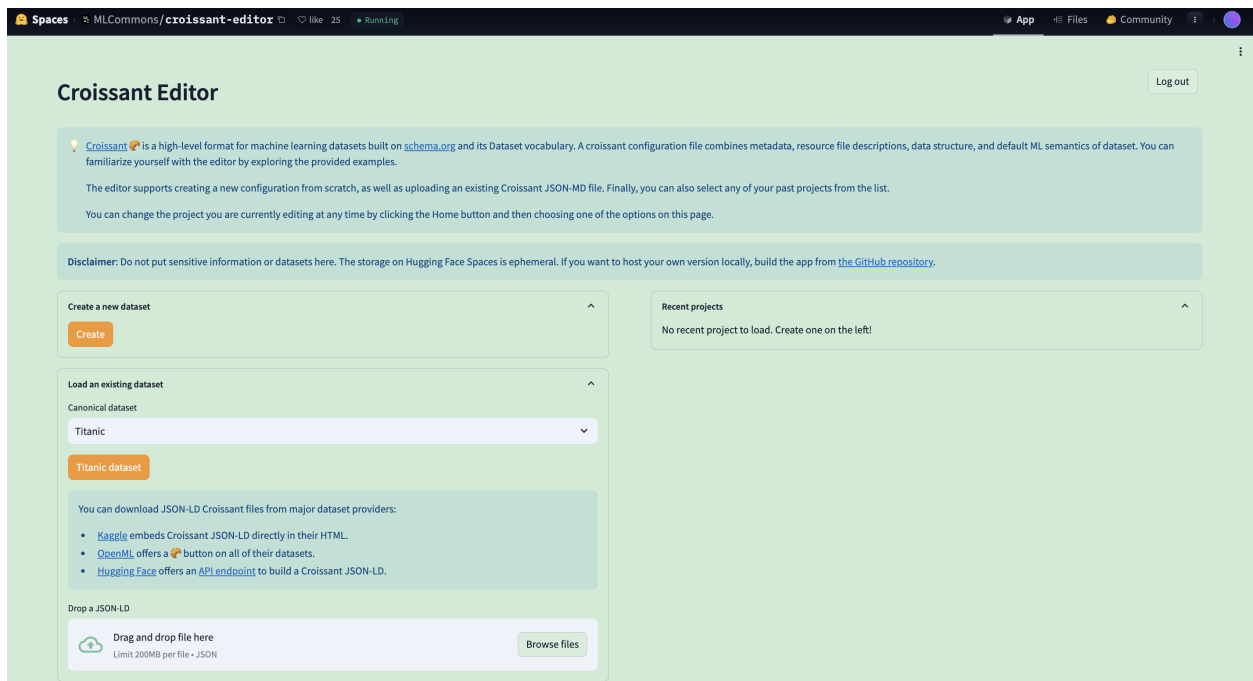 Spaces MLCommons/croissant-editor like 25 Running App Files Community
Croissant Editor
Log out
Croissant is a high-level format for machine learning datasets built on schema.org and its Dataset vocabulary. A croissant configuration file combines metadata, resource file descriptions, data structure, and default ML semantics of dataset. You can
familiarize yourself with the editor by exploring the provided examples.
The editor supports creating a new configuration from scratch, as well as uploading an existing Croissant JSON-MD file. Finally, you can also select any of your past projects from the list.
You can change the project you are currently editing at any time by clicking the Home button and then choosing one of the options on this page.
Disclaimer: Do not put sensitive information or datasets here. The storage on Hugging Face Spaces is ephemeral. If you want to host your own version locally, build the app from the GitHub repository.
Create a new dataset
Create
Recent projects
No recent project to load. Create one on the left!
Load an existing dataset
Canonical dataset
Titanic
Titanic dataset
You can download JSON-LD Croissant files from major dataset providers:
• Kaggle embeds Croissant JSON-LD directly in their HTML.
• OpenML offers a 🥐 button on all of their datasets.
• Hugging Face offers an API endpoint to build a Croissant JSON-LD.
Drop a JSON-LD
Drag and drop file here
Limit 200MB per file • JSON
Browse files